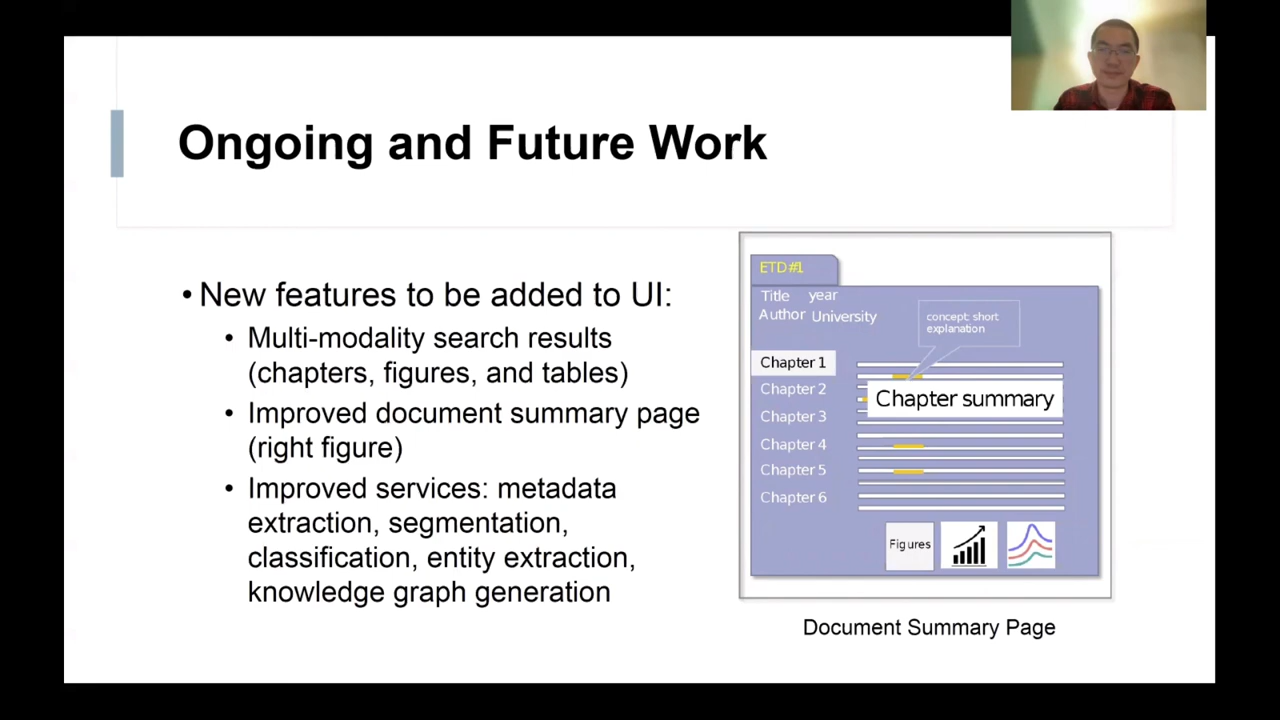 Ongoing and Future Work
• New features to be added to UI:
• Multi-modality search results
(chapters, figures, and tables)
• Improved document summary page
(right figure)
• Improved services: metadata
extraction, segmentation,
classification, entity extraction,
knowledge graph generation
ETD#1
Title year
Author University
concept: short
explanation
Chapter 1
Chapter 2
Chapter summary
Chapter 3
Chapter 4
Chapter 5
Chapter 6
Figures
Document Summary Page